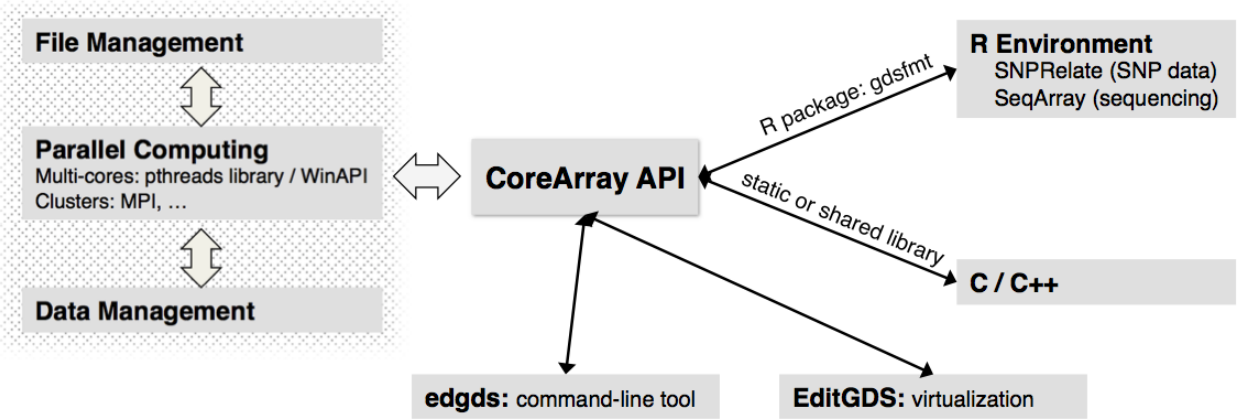 File Management
Parallel Computing
Multi-cores: pthreads library / WinAPI
Clusters: MPI, …
Data Management
CoreArray API
R package: gdsfmt
static or shared library
R Environment
SNPRelate (SNP data)
SeqArray (sequencing)
C / C++
edgds: command-line tool
EditGDS: virtualization